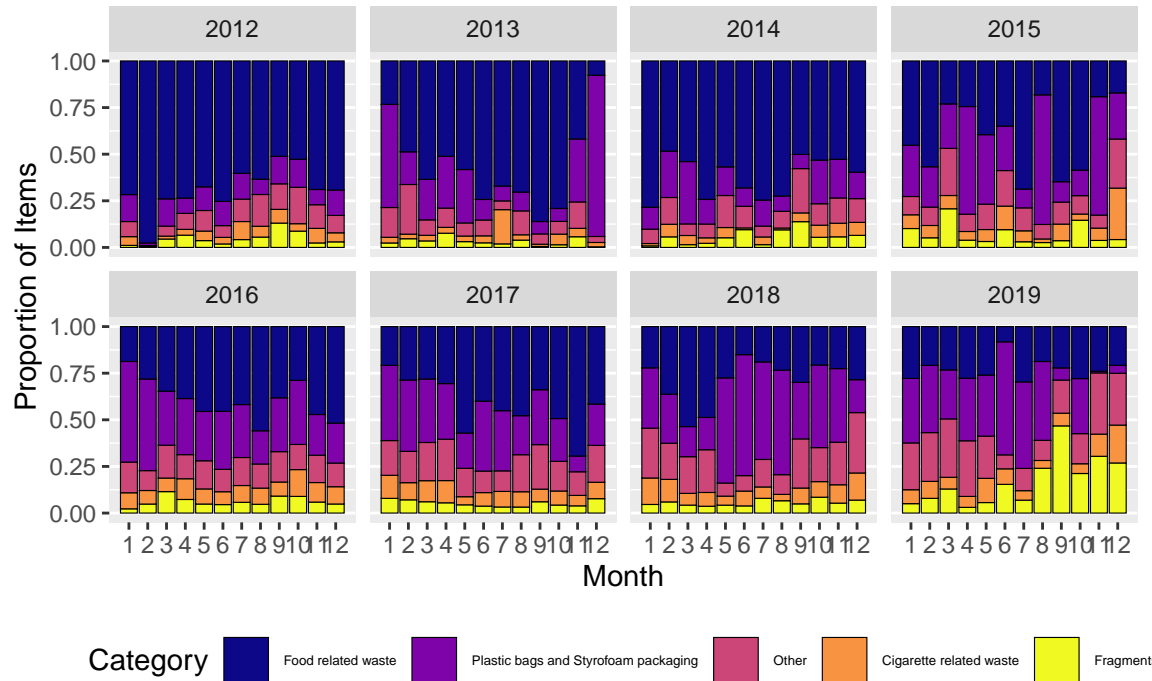 2012 2013 2014 2015
1.00
0.75
0.50
0.25
0.00
2016 2017 2018 2019
1.00
0.75
0.50
0.25
0.00
Proportion of Items
1 2 3 4 5 6 7 8 9 10 11 12 1 2 3 4 5 6 7 8 9 10 11 12 1 2 3 4 5 6 7 8 9 10 11 12 1 2 3 4 5 6 7 8 9 10 11 12
Month
Category Food related waste Plastic bags and Styrofoam packaging Other Cigarette related waste Fragment